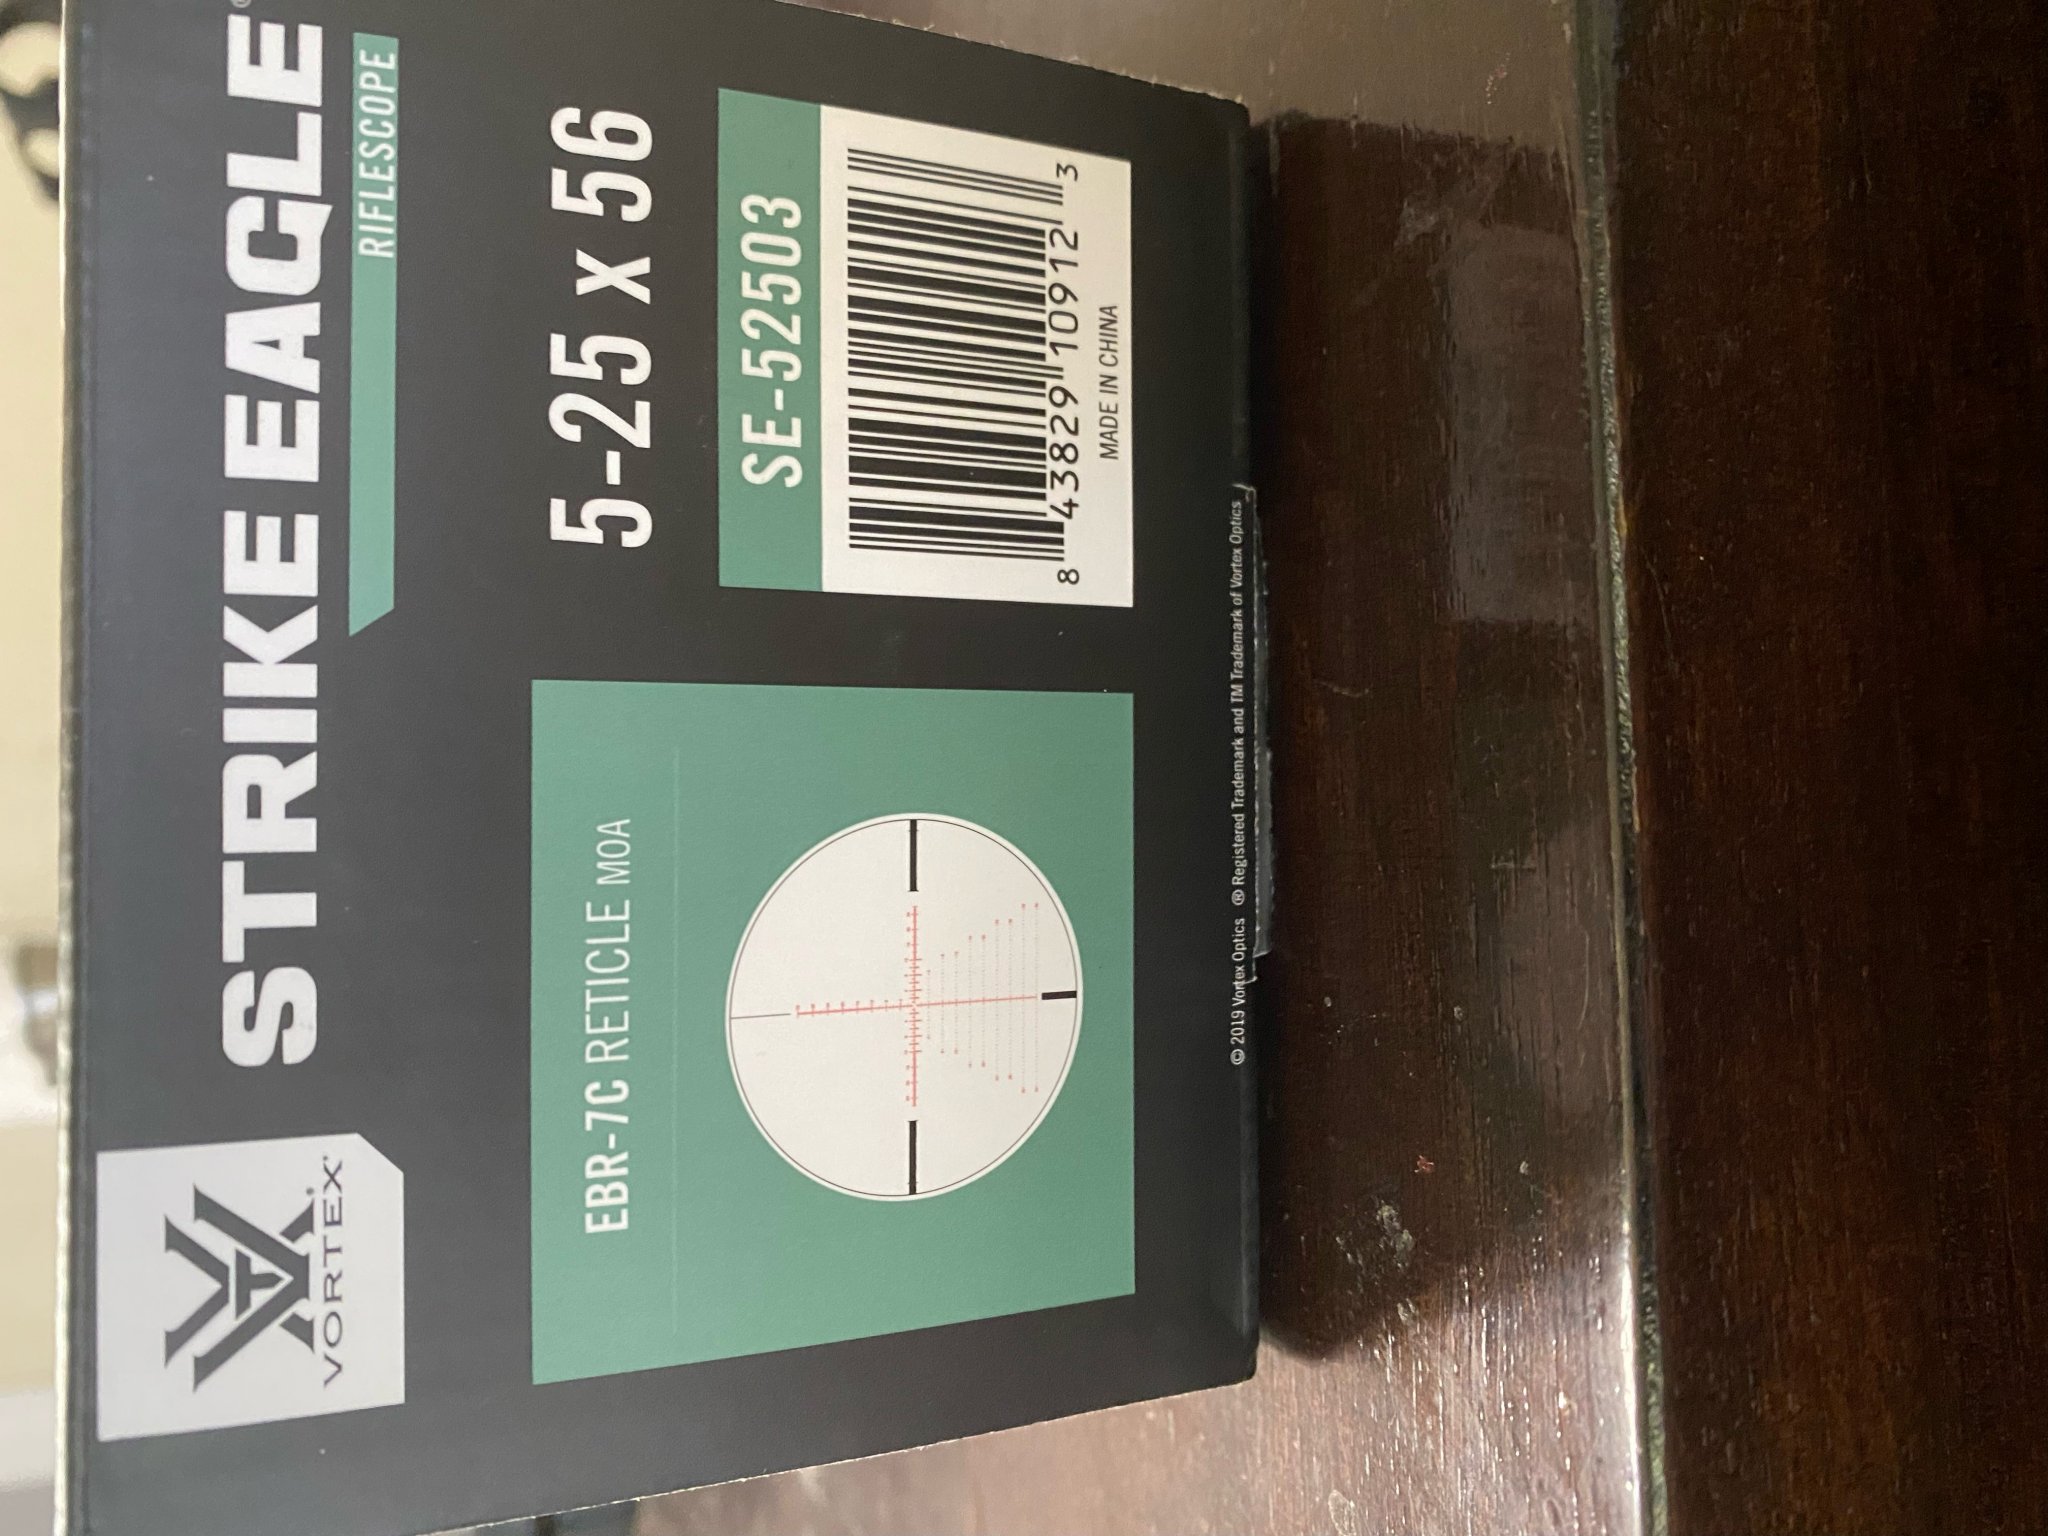 VORTEX®
STRIKE EAGLE®
RIFLESCOPE
EBR-7C RETICLE MOA
5-25 x 56
SE-52503
8 43829 10912 3
MADE IN CHINA
© 2019 Vortex Optics ® Registered Trademark and TM Trademark of Vortex Optics